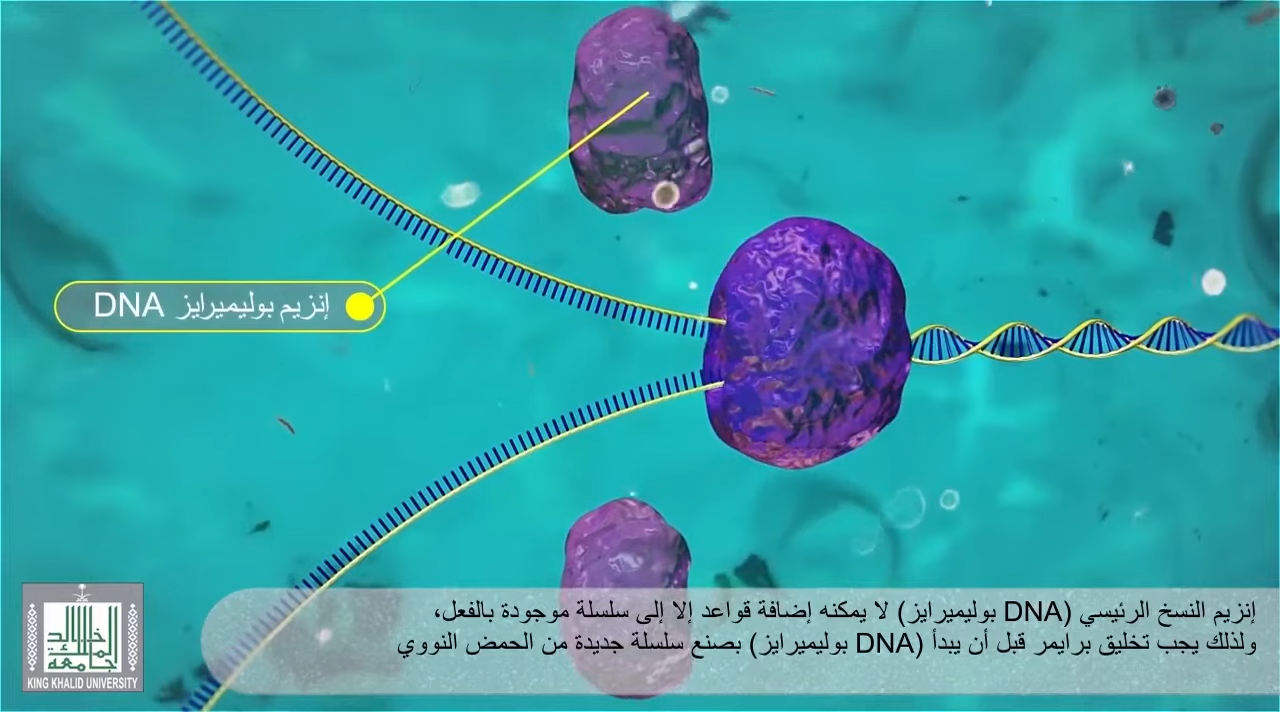 إنزيم بوليميرايز DNA
إنزيم النسخ الرئيسي (DNA بوليميرايز) لا يمكنه إضافة قواعد إلا إلى سلسلة موجودة بالفعل،
ولذلك يجب تخليق برايمر قبل أن يبدأ (DNA بوليميرايز) بصنع سلسلة جديدة من الحمض النووي
جامعة الملك خالد
KING KHALID UNIVERSITY